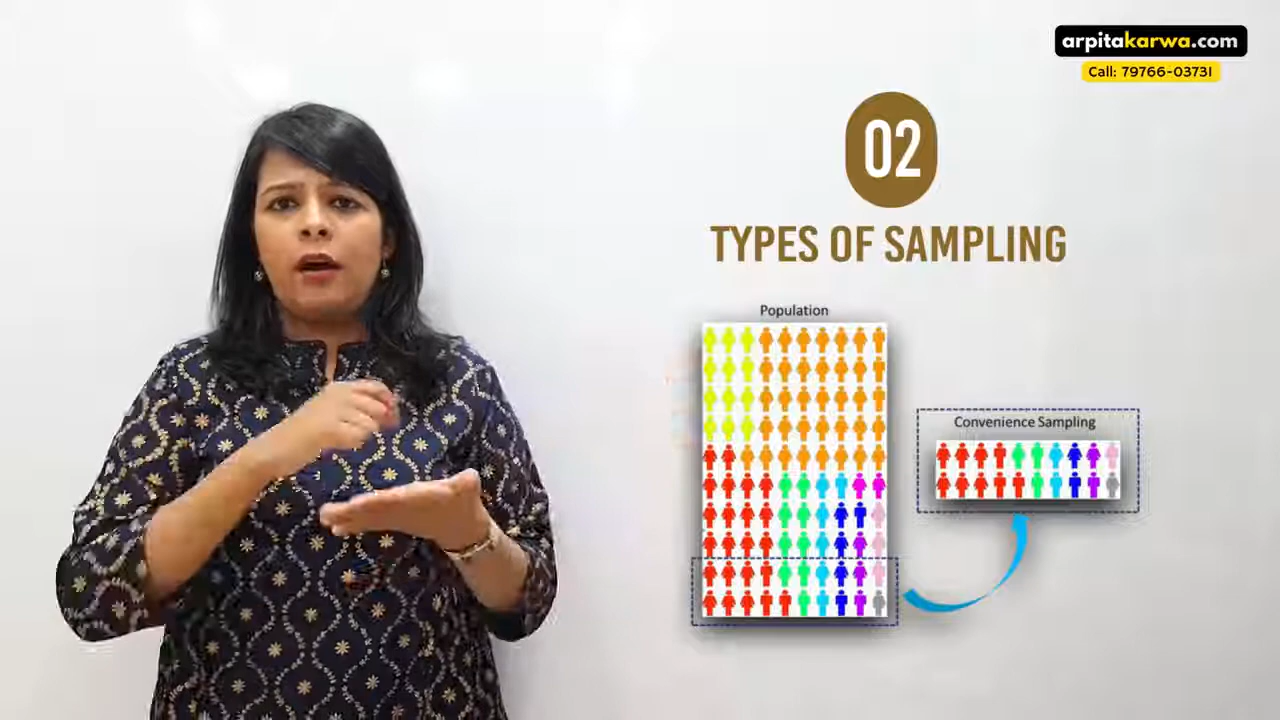 arpitakarwa.com
Call: 79766-03731
02
TYPES OF SAMPLING
Population
Convenience Sampling